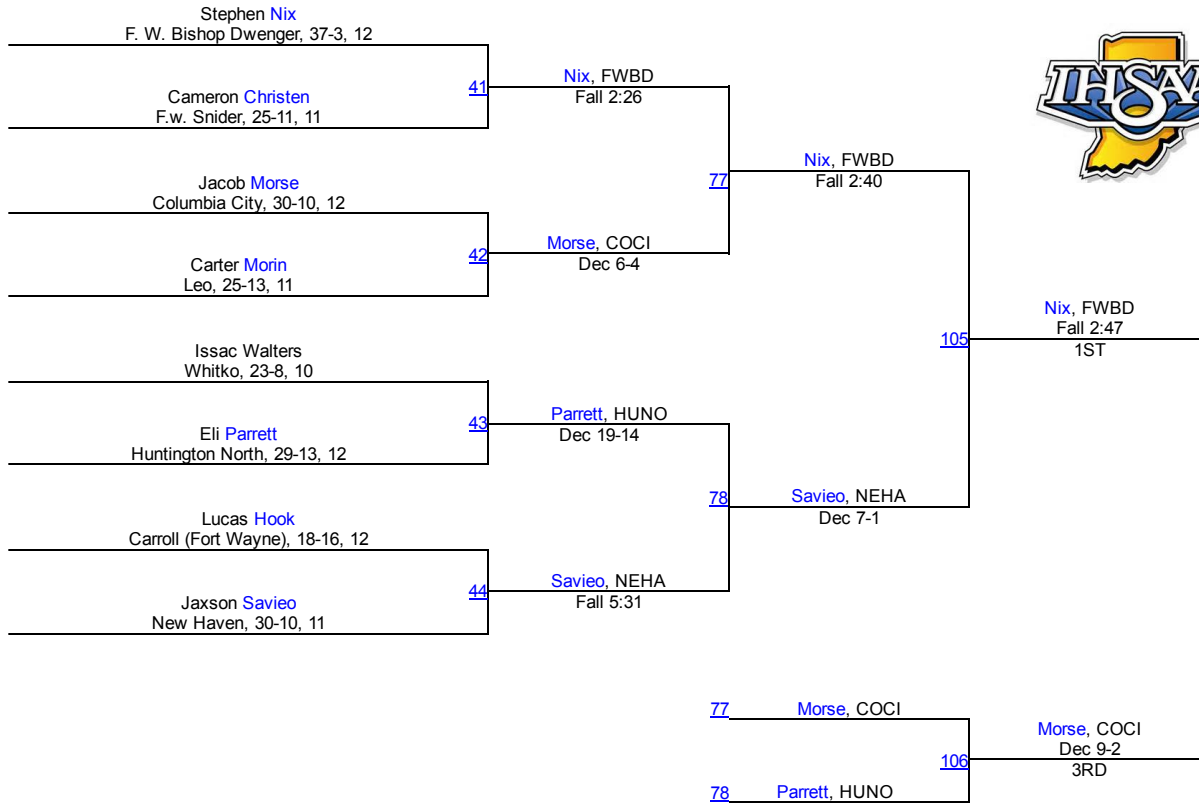 Stephen Nix
F. W. Bishop Dwenger, 37-3, 12
Cameron Christen
F.w. Snider, 25-11, 11
41
Nix, FWBD
Fall 2:26
Jacob Morse
Columbia City, 30-10, 12
Carter Morin
Leo, 25-13, 11
42
Morse, COCI
Dec 6-4
77
Nix, FWBD
Fall 2:40
Issac Walters
Whitko, 23-8, 10
Eli Parrett
Huntington North, 29-13, 12
43
Parrett, HUNO
Dec 19-14
Lucas Hook
Carroll (Fort Wayne), 18-16, 12
Jaxson Savieo
New Haven, 30-10, 11
44
Savieo, NEHA
Fall 5:31
78
Savieo, NEHA
Dec 7-1
105
Nix, FWBD
Fall 2:47
1ST
IHSAA
77
Morse, COCI
78
Parrett, HUNO
106
Morse, COCI
Dec 9-2
3RD